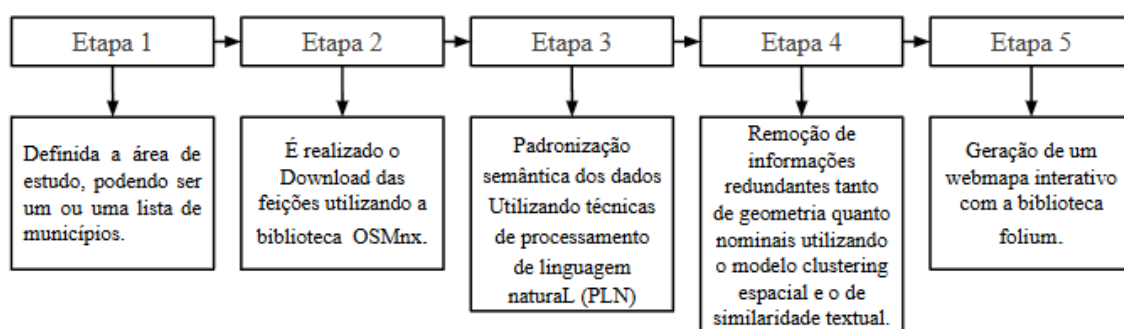 Etapa 1
Etapa 2
Etapa 3
Etapa 4
Etapa 5
Definida a área de
estudo, podendo ser
um ou uma lista de
municípios.
É realizado o
Download das
feições utilizando a
biblioteca OSMnx.
Padronização
semântica dos dados
Utilizando técnicas
de processamento
de linguagem
naturaL (PLN)
Remoção de
informações
redundantes tanto
de geometria quanto
nominais utilizando
o modelo clustering
espacial e o de
similaridade textual.
Geração de um
webmapa interativo
com a biblioteca
folium.